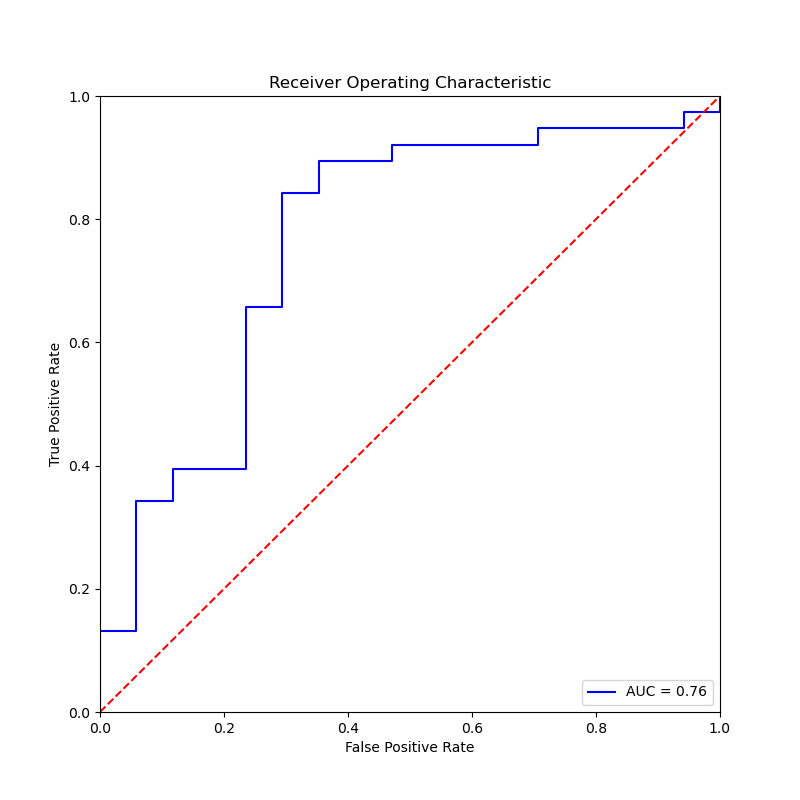 Receiver Operating Characteristic
True Positive Rate
1.0
0.8
0.6
0.4
0.2
0.0
AUC = 0.76
0.0 0.2 0.4 0.6 0.8 1.0
False Positive Rate